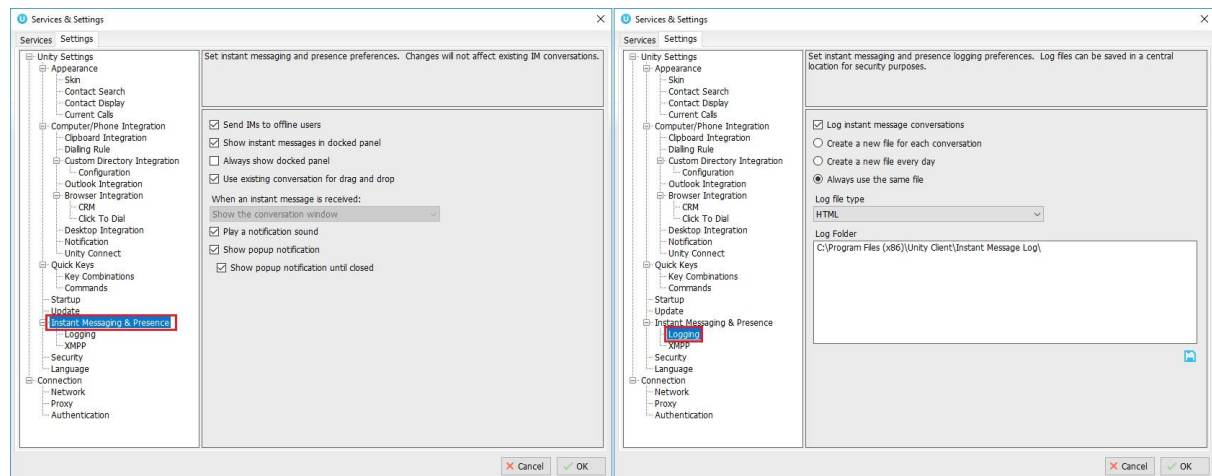 Services & Settings
Services Settings
Unity Settings
Appearance
Skin
Contact Search
Contact Display
Current Calls
Computer/Phone Integration
Clipboard Integration
Dialling Rule
Custom Directory Integration
Configuration
Outlook Integration
Browser Integration
CRM
Click To Dial
Desktop Integration
Notification
Unity Connect
Quick Keys
Key Combinations
Commands
Startup
Update
Instant Messaging & Presence
Logging
XMPP
Security
Language
Connection
Network
Proxy
Authentication
Set instant messaging and presence preferences. Changes will not affect existing IM conversations.
Send IMs to offline users
Show instant messages in docked panel
Always show docked panel
Use existing conversation for drag and drop
When an instant message is received:
Show the conversation window
Play a notification sound
Show popup notification
Show popup notification until closed
Cancel OK
Services & Settings
Services Settings
Unity Settings
Appearance
Skin
Contact Search
Contact Display
Current Calls
Computer/Phone Integration
Clipboard Integration
Dialling Rule
Custom Directory Integration
Configuration
Outlook Integration
Browser Integration
CRM
Click To Dial
Desktop Integration
Notification
Unity Connect
Quick Keys
Key Combinations
Commands
Startup
Update
Instant Messaging & Presence
Logging
XMPP
Security
Language
Connection
Network
Proxy
Authentication
Set instant messaging and presence logging preferences. Log files can be saved in a central
location for security purposes.
Log instant message conversations
Create a new file for each conversation
Create a new file every day
Always use the same file
Log file type
HTML
Log Folder
C:\Program Files (x86)\Unity Client\Instant Message Log\
Cancel OK